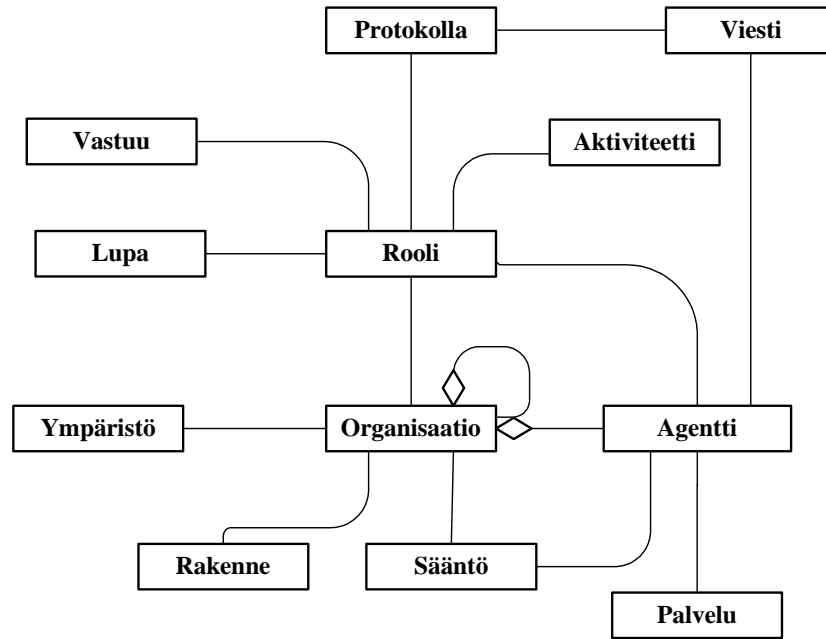 Protokolla
Viesti
Vastuu
Aktiviteetti
Lupa
Rooli
Ympäristö
Organisaatio
Agentti
Rakenne
Sääntö
Palvelu